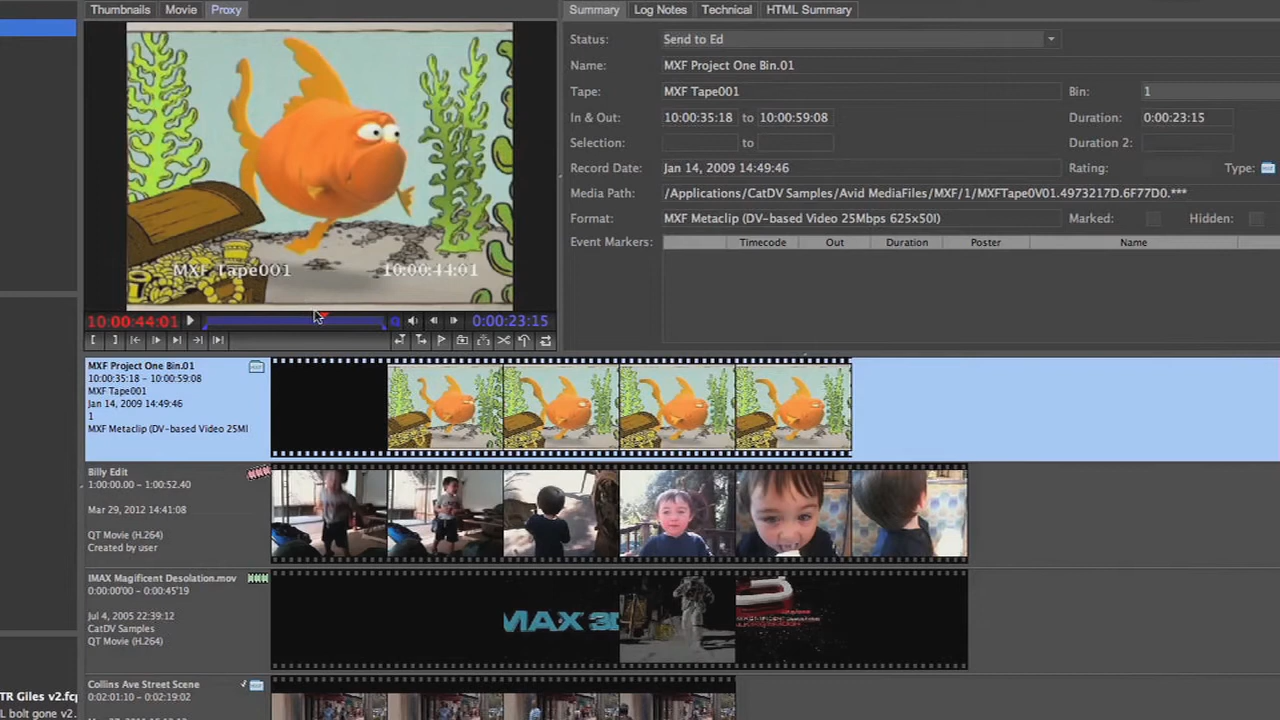 Thumbnails Movie Proxy
Summary Log Notes Technical HTML Summary
Status: Send to Ed
Name: MXF Project One Bin.01
Tape: MXF Tape001 Bin: 1
In & Out: 10:00:35:18 to 10:00:59:08 Duration: 0:00:23:15
Selection: to Duration 2:
Record Date: Jan 14, 2009 14:49:46 Rating: Type:
Media Path: /Applications/CatDV Samples/Avid MediaFiles/MXF/1/MXFTape0V01.4973217D.6F77D0.***
Format: MXF Metaclip (DV-based Video 25Mbps 625x50I) Marked: Hidden:
Event Markers: Timecode Out Duration Poster Name
MXF Tape001 10:00:44:01
10:00:44:01 0:00:23:15
MXF Project One Bin.01
10:00:35:18 - 10:00:59:08
MXF Tape001
Jan 14, 2009 14:49:46
1
MXF Metaclip (DV-based Video 25MI
Billy Edit
1:00:00.00 - 1:00:52.40
Mar 29, 2012 14:41:08
QT Movie (H.264)
Created by user
IMAX Magnificent Desolation.mov
0:00:00'00 - 0:00:45'19
Jul 4, 2005 22:39:12
CatDV Samples
QT Movie (H.264)
MAX 3D
Collins Ave Street Scene
0:02:01:10 - 0:02:19:02
TR Giles v2.fcp
L bolt gone v2.